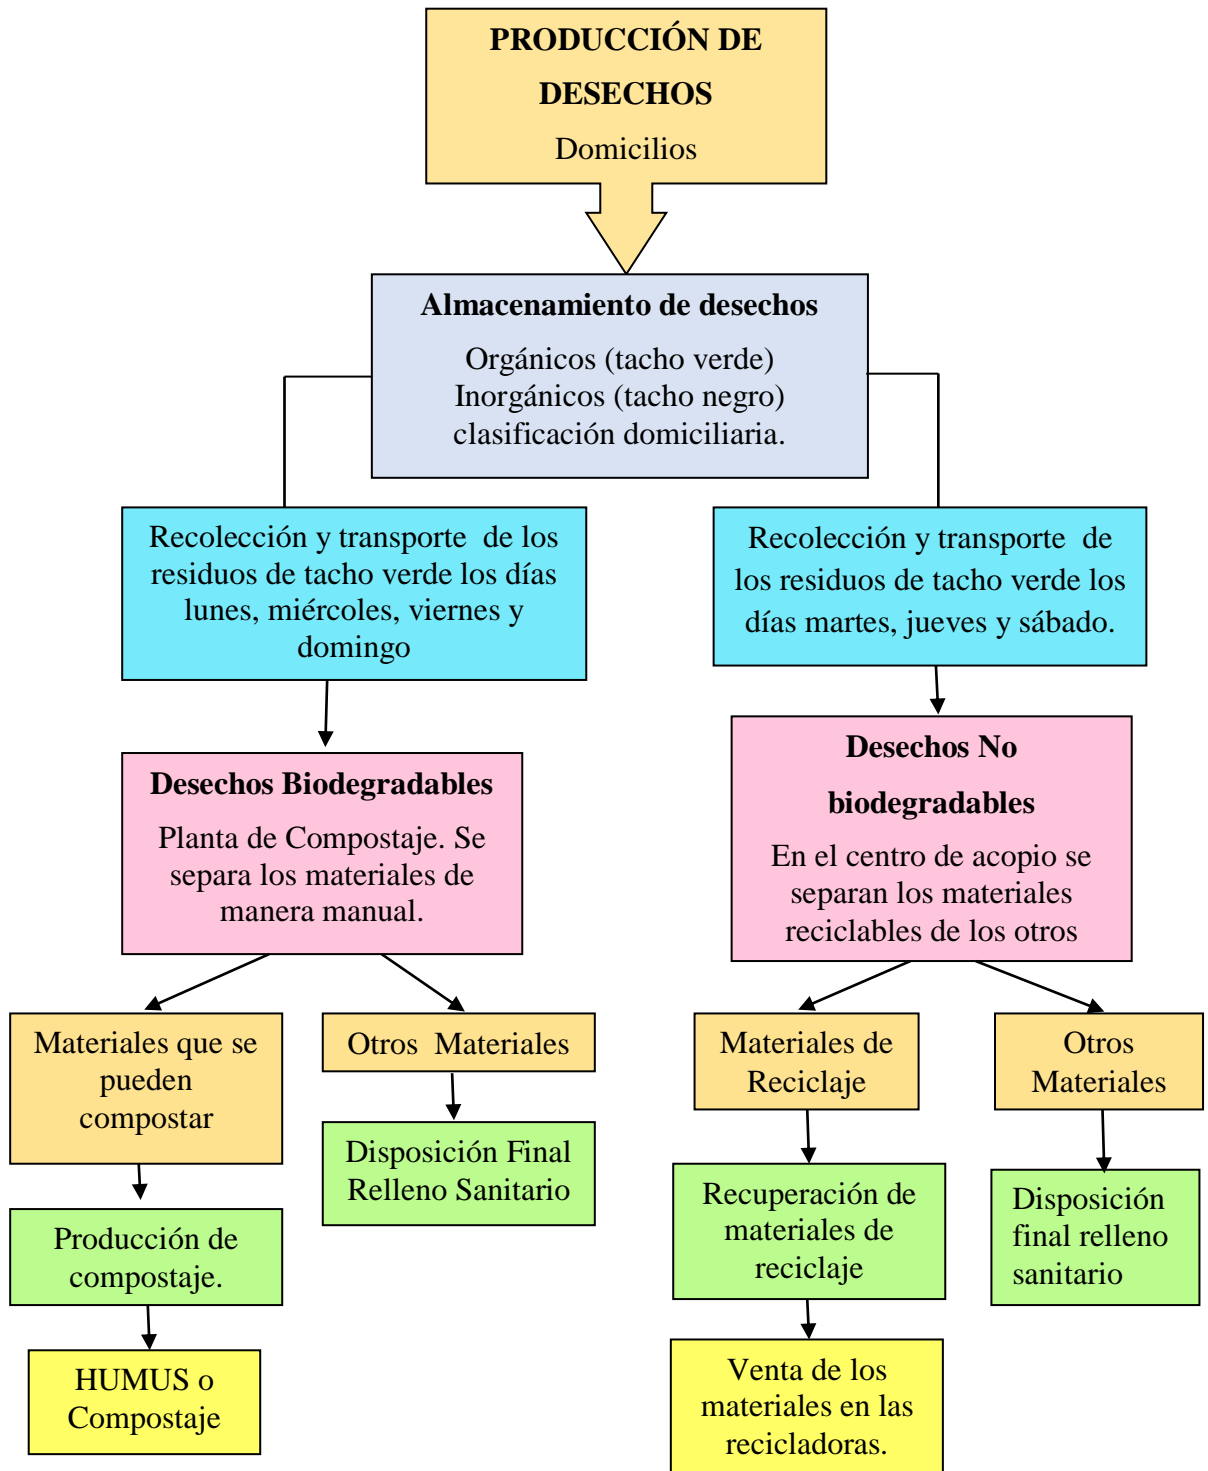 PRODUCCIÓN DE
DESECHOS
Domicilios
Almacenamiento de desechos
Orgánicos (tacho verde)
Inorgánicos (tacho negro)
clasificación domiciliaria.
Recolección y transporte  de los
residuos de tacho verde los días
lunes, miércoles, viernes y
domingo
Recolección y transporte  de
los residuos de tacho verde los
días martes, jueves y sábado.
Desechos Biodegradables
Planta de Compostaje. Se
separa los materiales de
manera manual.
Desechos No
biodegradables
En el centro de acopio se
separan los materiales
reciclables de los otros
Materiales que se
pueden
compostar
Otros  Materiales
Materiales de
Reciclaje
Otros
Materiales
Disposición Final
Relleno Sanitario
Recuperación de
materiales de
reciclaje
Disposición
final relleno
sanitario
Producción de
compostaje.
HUMUS o
Compostaje
Venta de los
materiales en las
recicladoras.